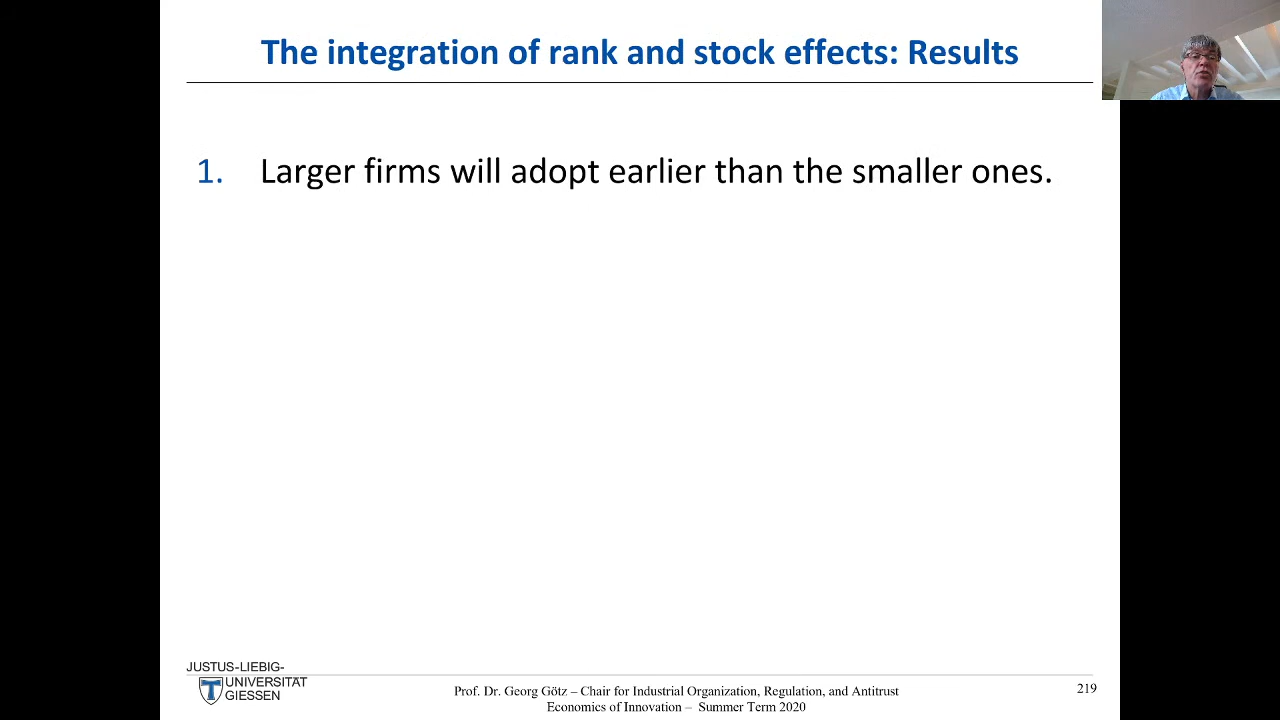 The integration of rank and stock effects: Results
1. Larger firms will adopt earlier than the smaller ones.
JUSTUS-LIEBIG-
UNIVERSITÄT
GIESSEN
Prof. Dr. Georg Götz – Chair for Industrial Organization, Regulation, and Antitrust
Economics of Innovation – Summer Term 2020
219